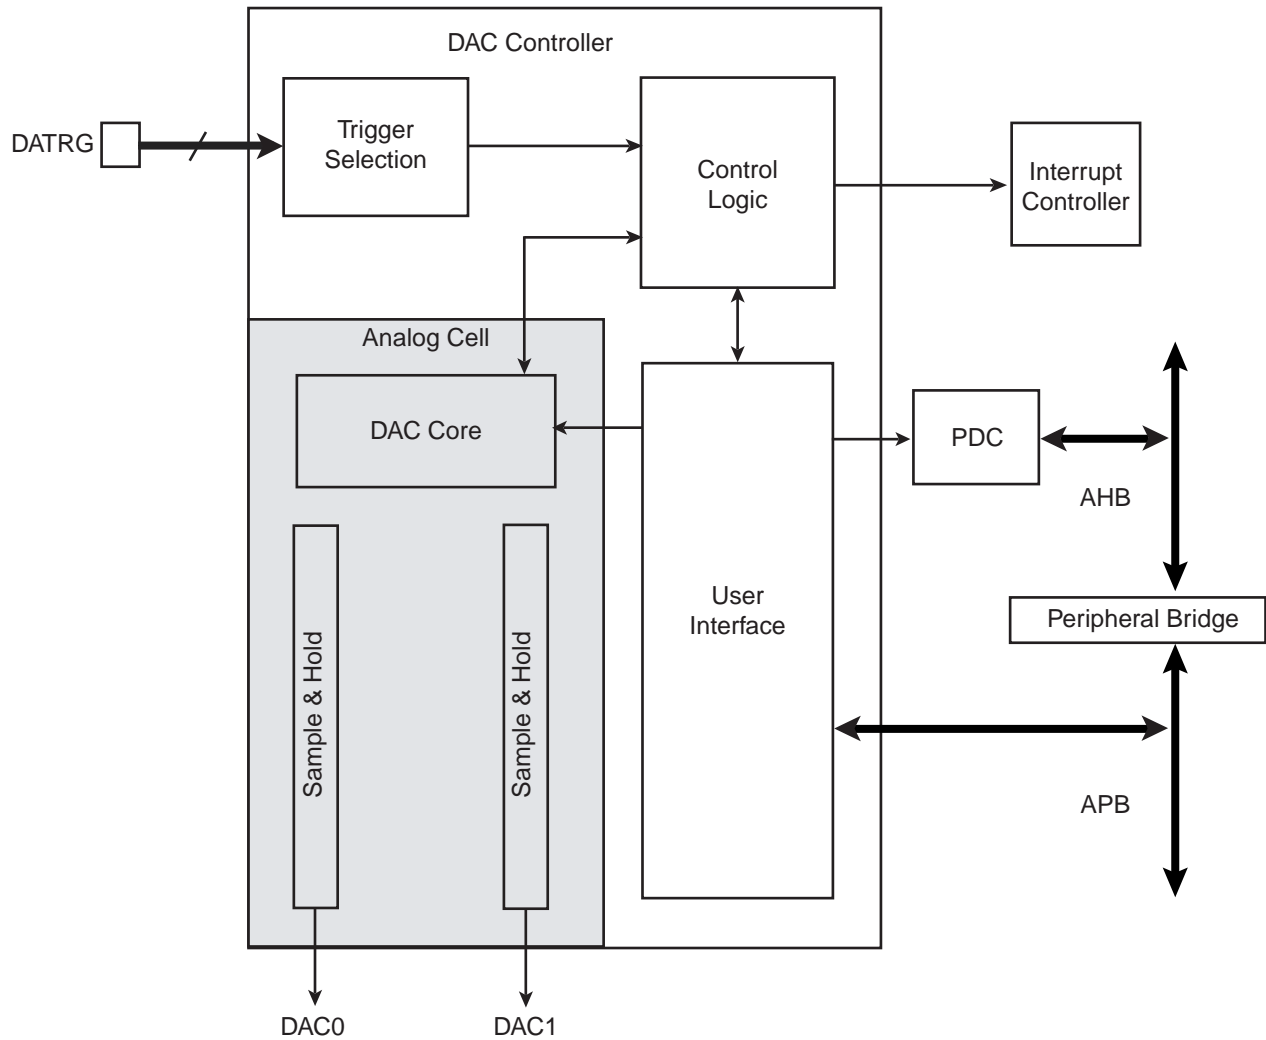 DAC Controller
DATRG
Trigger
Selection
Control
Logic
Interrupt
Controller
Analog Cell
DAC Core
PDC
AHB
User
Interface
Peripheral Bridge
Sample & Hold
Sample & Hold
APB
DAC0
DAC1